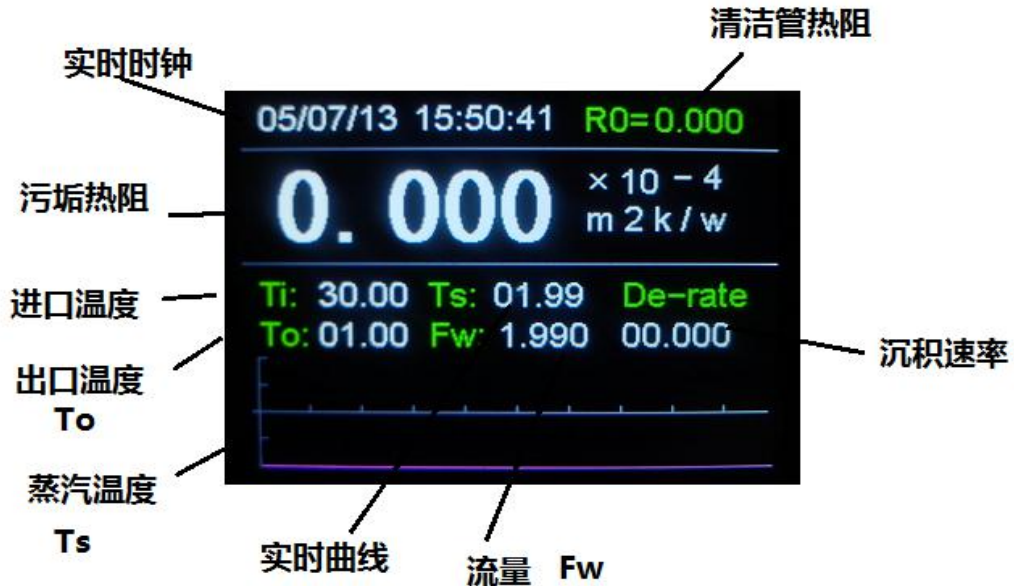 清洁管热阻
实时时钟
05/07/13 15:50:41 R0=0.000
污垢热阻
0.000 ×10-4
m2k/w
进口温度
Ti: 30.00 Ts: 01.99 De-rate
To: 01.00 Fw: 1.990 00.000
沉积速率
出口温度
To
蒸汽温度
Ts
实时曲线
流量 Fw